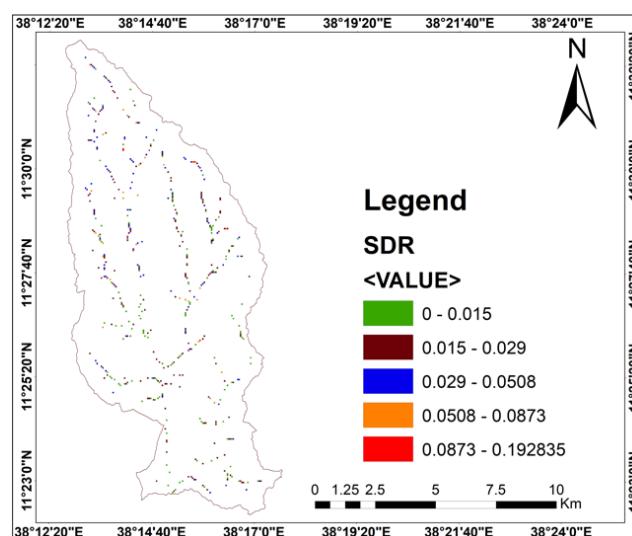 38°12'20"E 38°14'40"E 38°17'0"E 38°19'20"E 38°21'40"E 38°24'0"E
N
11°30'0"N
11°27'40"N
11°25'20"N
11°23'0"N
Legend
SDR
<VALUE>
0 - 0.015
0.015 - 0.029
0.029 - 0.0508
0.0508 - 0.0873
0.0873 - 0.192835
0 1.25 2.5 5 7.5 10
Km
38°12'20"E 38°14'40"E 38°17'0"E 38°19'20"E 38°21'40"E 38°24'0"E